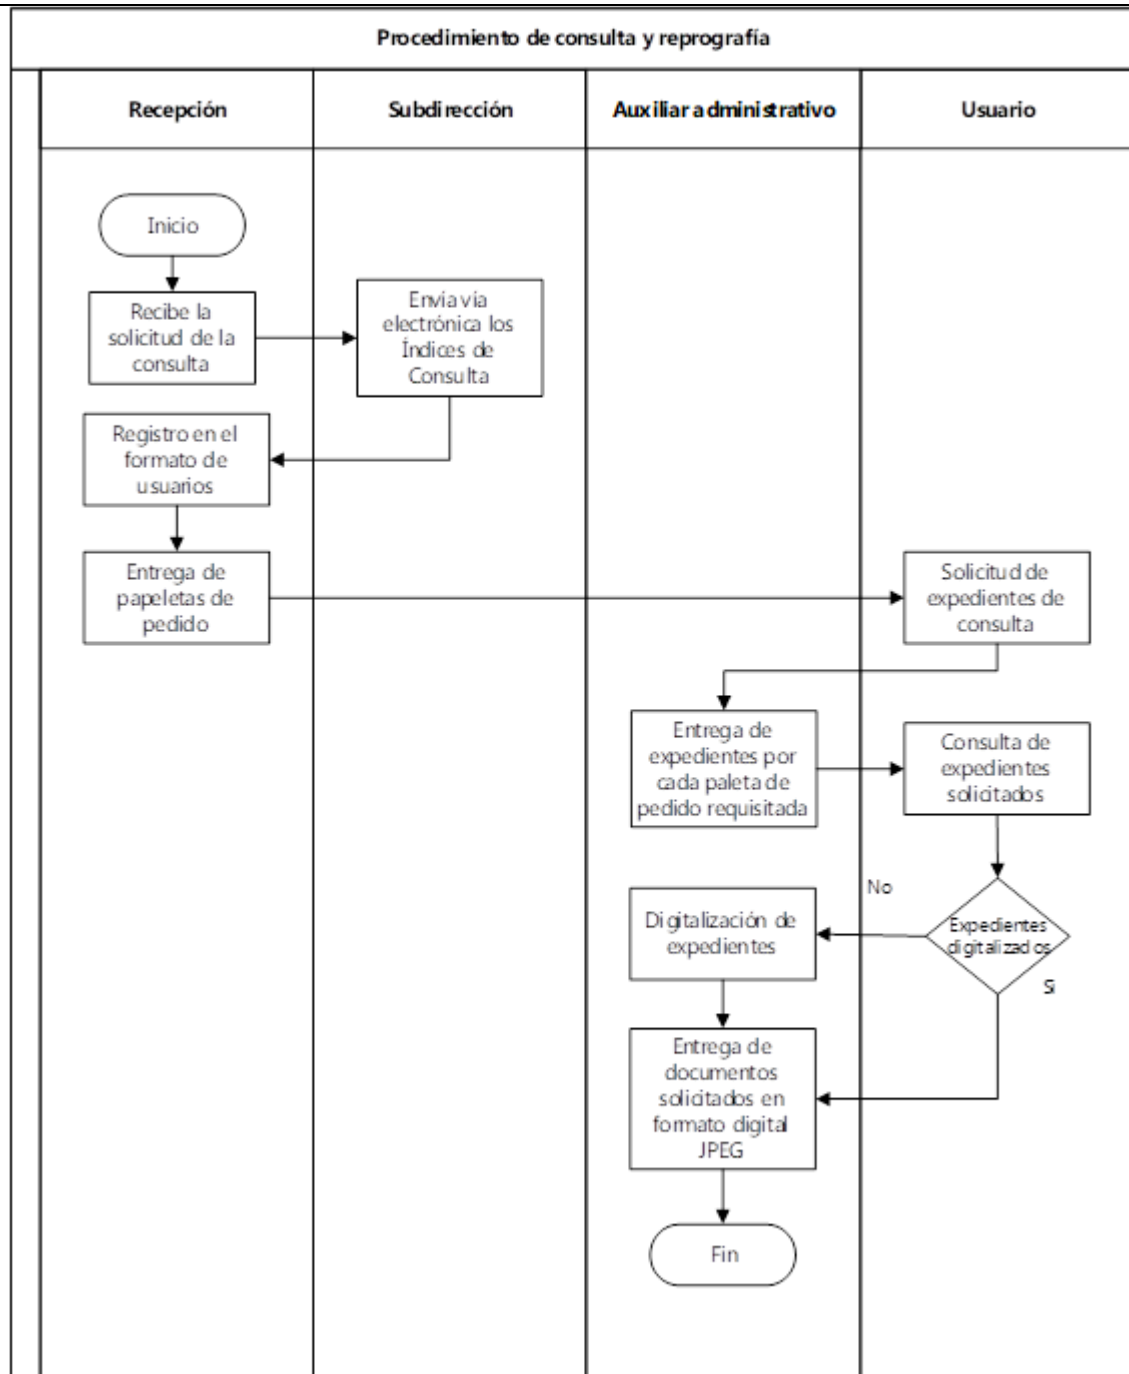 Procedimiento de consulta y reprografía
Recepción
Subdirección
Auxiliar administrativo
Usuario
Inicio
Recibe la
solicitud de la
consulta
Envía vía
electrónica los
Índices de
Consulta
Registro en el
formato de
usuarios
Entrega de
papeletas de
pedido
Solicitud de
expedientes de
consulta
Entrega de
expedientes por
cada paleta de
pedido requisitada
Consulta de
expedientes
solicitados
No
Expedientes
digitalizados
Si
Digitalización de
expedientes
Entrega de
documentos
solicitados en
formato digital
JPEG
Fin